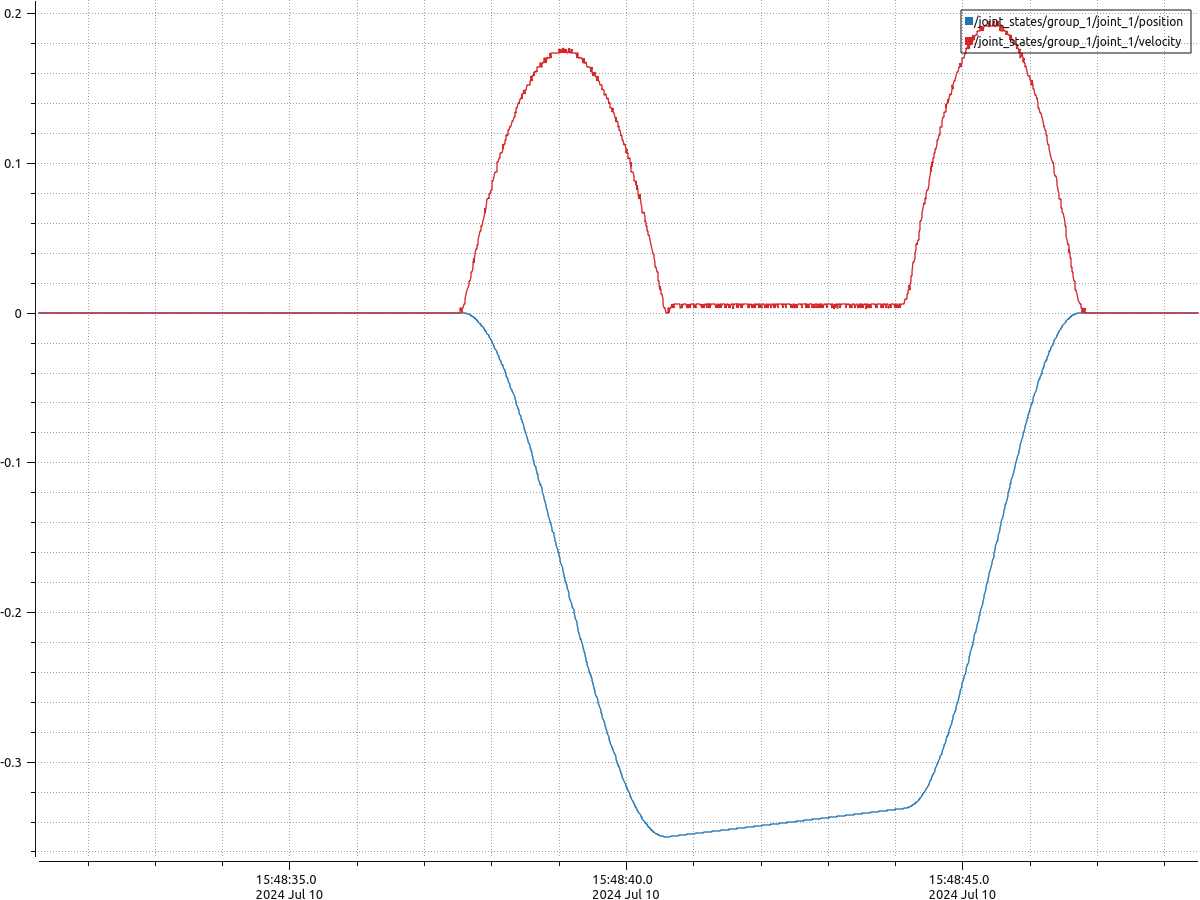 0.2
/joint_states/group_1/joint_1/position
/joint_states/group_1/joint_1/velocity
0.1
0
-0.1
-0.2
-0.3
15:48:35.0
2024 Jul 10
15:48:40.0
2024 Jul 10
15:48:45.0
2024 Jul 10